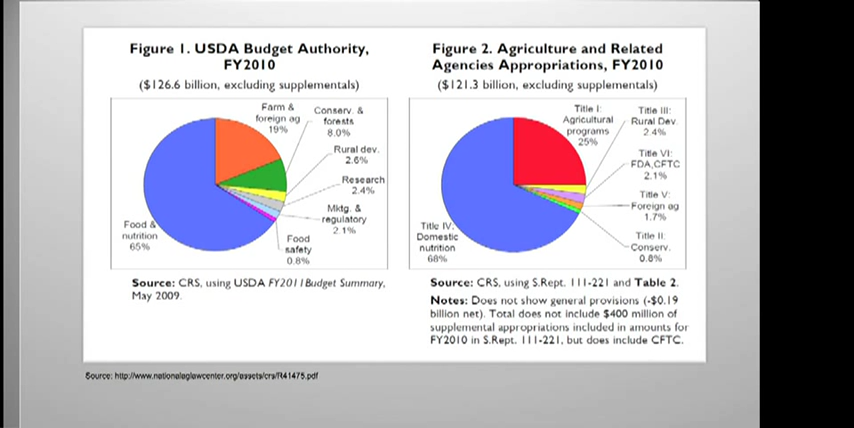 Figure 1. USDA Budget Authority,
FY2010
($126.6 billion, excluding supplementals)
Farm &
foreign ag
19%
Conserv. &
forests
8.0%
Rural dev.
2.6%
Research
2.4%
Mktg. &
regulatory
2.1%
Food
safety
0.8%
Food &
nutrition
65%
Source: CRS, using USDA FY2011Budget Summary,
May 2009.
Figure 2. Agriculture and Related
Agencies Appropriations, FY2010
($121.3 billion, excluding supplementals)
Title I:
Agricultural
programs
25%
Title III:
Rural Dev.
2.4%
Title VI:
FDA,CFTC
2.1%
Title V:
Foreign ag
1.7%
Title II:
Conserv.
0.8%
Title IV:
Domestic
nutrition
68%
Source: CRS, using S.Rept. 111-221 and Table 2.
Notes: Does not show general provisions (-$0.19
billion net). Total does not include $400 million of
supplemental appropriations included in amounts for
FY2010 in S.Rept. 111-221, but does include CFTC.
Source: http://www.nationalaglawcenter.org/assets/crs/R41475.pdf